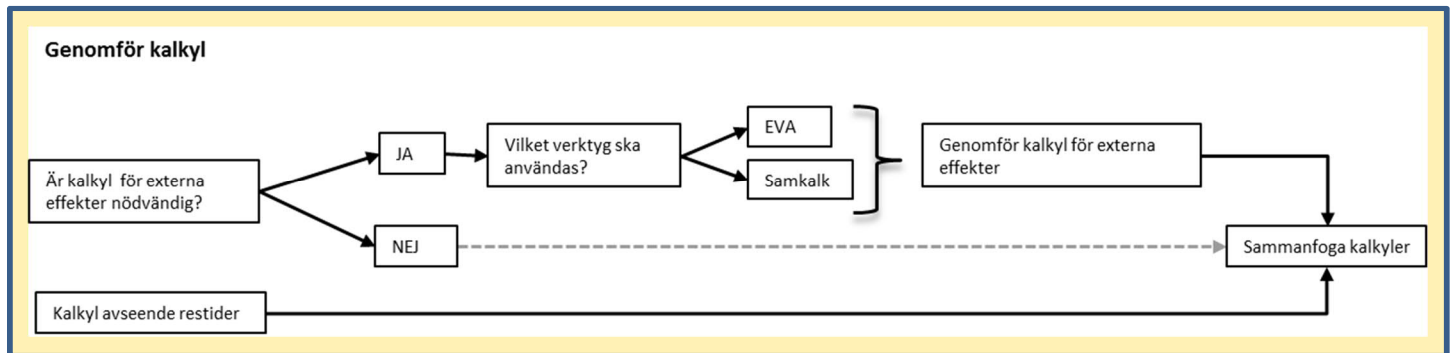 Genomför kalkyl
Är kalkyl för externa
effekter nödvändig?
JA
Vilket verktyg ska
användas?
EVA
Samkalk
Genomför kalkyl för externa
effekter
NEJ
Sammanfoga kalkyler
Kalkyl avseende restider